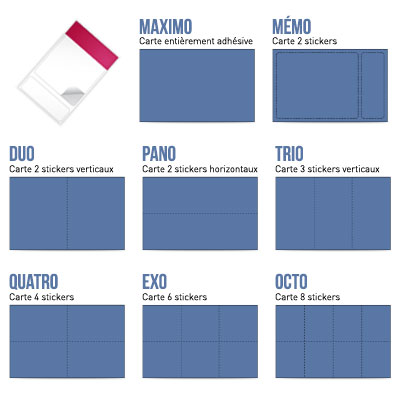 MAXIMO
Carte entièrement adhésive
MÉMO
Carte 2 stickers
DUO
Carte 2 stickers verticaux
PANO
Carte 2 stickers horizontaux
TRIO
Carte 3 stickers verticaux
QUATRO
Carte 4 stickers
EXO
Carte 6 stickers
OCTO
Carte 8 stickers